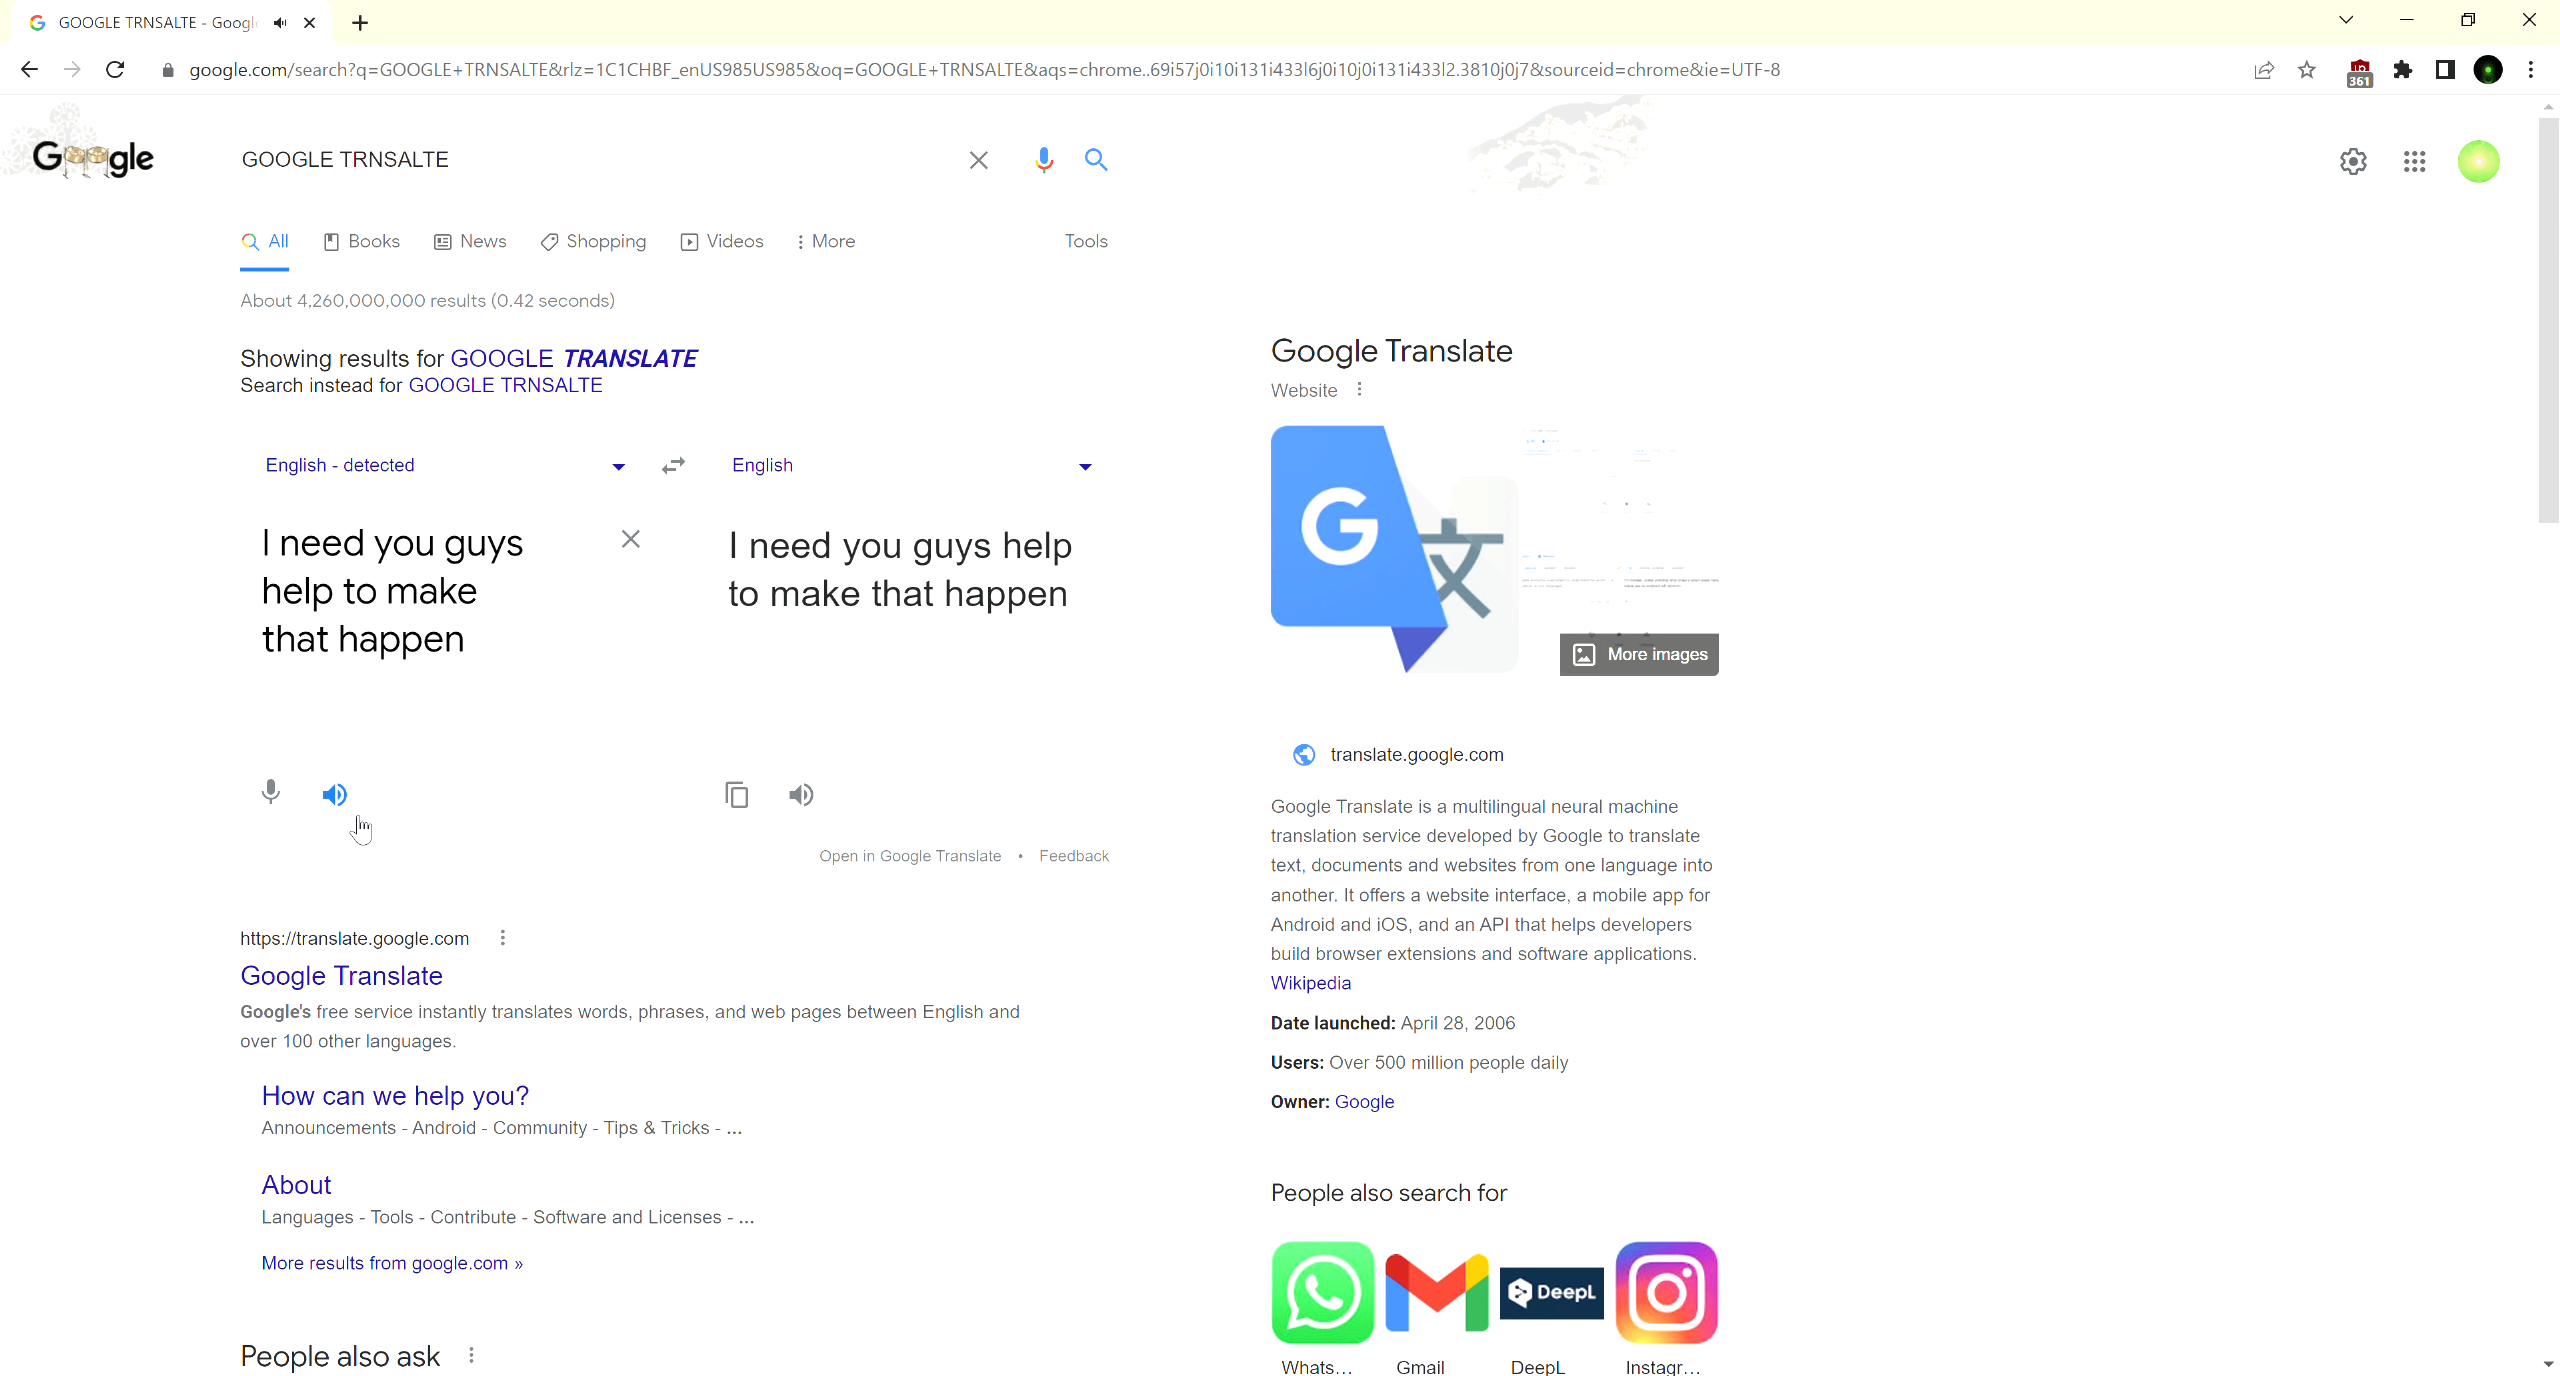 GOOGLE TRNSALTE - Googl
google.com/search?q=GOOGLE+TRNSALTE&rlz=1C1CHBF_enUS985US985&oq=GOOGLE+TRNSALTE&aqs=chrome..69i57j0i10i131i433l6j0i10j0i131i433l2.3810j0j7&sourceid=chrome&ie=UTF-8
361
Google
GOOGLE TRNSALTE
All Books News Shopping Videos More Tools
About 4,260,000,000 results (0.42 seconds)
Showing results for GOOGLE TRANSLATE
Search instead for GOOGLE TRNSALTE
English - detected
English
I need you guys
help to make
that happen
I need you guys help
to make that happen
Open in Google Translate • Feedback
https://translate.google.com
Google Translate
Google's free service instantly translates words, phrases, and web pages between English and
over 100 other languages.
How can we help you?
Announcements - Android - Community - Tips & Tricks - ...
About
Languages - Tools - Contribute - Software and Licenses - ...
More results from google.com »
People also ask
Google Translate
Website
G 文
More images
translate.google.com
Google Translate is a multilingual neural machine
translation service developed by Google to translate
text, documents and websites from one language into
another. It offers a website interface, a mobile app for
Android and iOS, and an API that helps developers
build browser extensions and software applications.
Wikipedia
Date launched: April 28, 2006
Users: Over 500 million people daily
Owner: Google
People also search for
DeepL
Whats... Gmail DeepL Instagr...